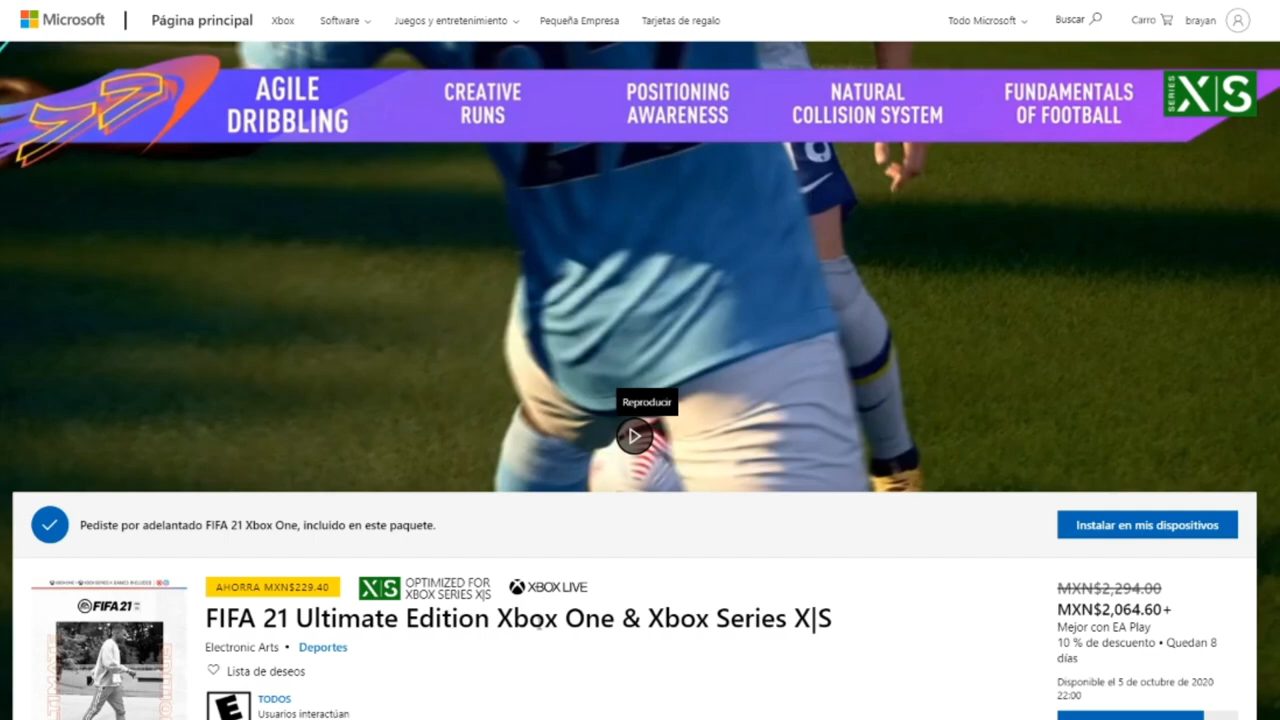 Microsoft
Página principal
Xbox
Software
Juegos y entretenimiento
Pequeña Empresa
Tarjetas de regalo
Todo Microsoft
Buscar
Carro
brayan
AGILE
DRIBBLING
CREATIVE
RUNS
POSITIONING
AWARENESS
NATURAL
COLLISION SYSTEM
FUNDAMENTALS
OF FOOTBALL
SERIES X|S
Reproducir
Pediste por adelantado FIFA 21 Xbox One, incluido en este paquete.
Instalar en mis dispositivos
FIFA 21
ULTIMATE
EDITION
AHORRA MXN$229.40
X|S
OPTIMIZED FOR
XBOX SERIES X|S
XBOX LIVE
FIFA 21 Ultimate Edition Xbox One & Xbox Series X|S
Electronic Arts • Deportes
Lista de deseos
E
TODOS
Usuarios interactúan
MXN$2,294.00
MXN$2,064.60+
Mejor con EA Play
10 % de descuento • Quedan 8
días
Disponible el 5 de octubre de 2020
22:00